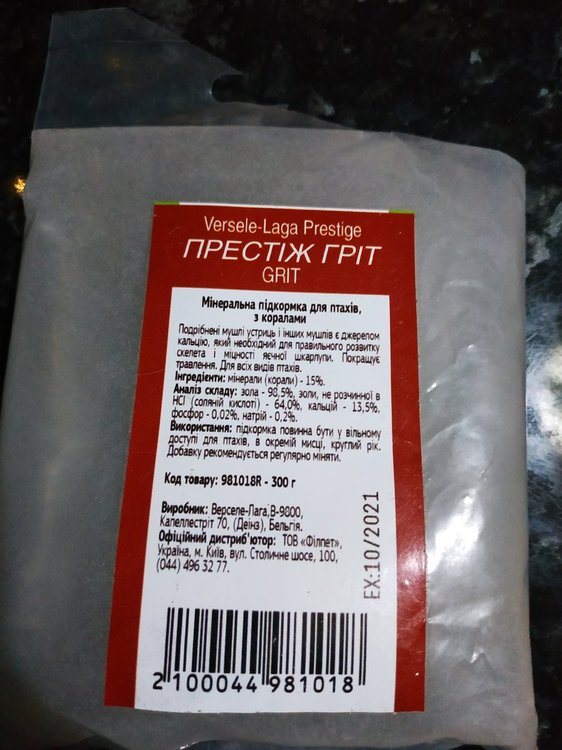 Versele-Laga Prestige
ПРЕСТІЖ ГРІТ
GRIT
Мінеральна підкормка для птахів,
з коралами
Подрібнені мушлі устриць і інших мушлів є джерелом
кальцію, який необхідний для правильного розвитку
скелета і міцності яєчної шкарлупи. Покращує
травлення. Для всіх видів птахів.
Інгредієнти: мінерали (корали) - 15%.
Аналіз складу: зола - 98,5%, золи, не розчинної в
HCl (соляній кислоті) - 64,0%, кальцій - 13,5%,
фосфор - 0,02%, натрій - 0,2%.
Використання: підкормка повинна бути у вільному
доступі для птахів, в окремій мисці, круглий рік.
Добавку рекомендується регулярно міняти.
Код товару: 981018R - 300 г
Виробник: Верселе-Лага,В-9800,
Капеллестріт 70, (Деінз), Бельгія.
Офіційний дистриб'ютор: ТОВ «Філпет»,
Україна, м. Київ, вул. Столичне шосе, 100,
(044) 496 32 77.
EX:10/2021
2 100044 981018